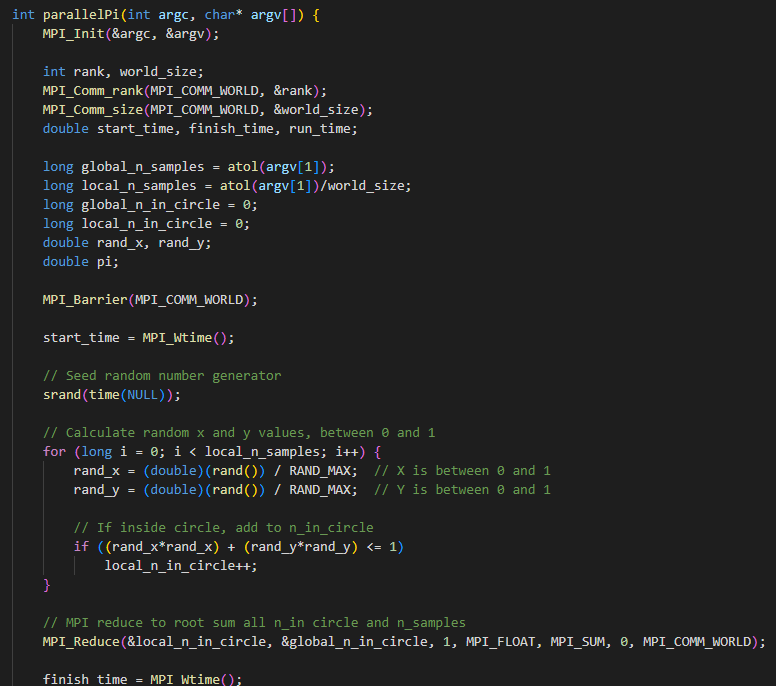 int parallelPi(int argc, char* argv[]) {
    MPI_Init(&argc, &argv);

    int rank, world_size;
    MPI_Comm_rank(MPI_COMM_WORLD, &rank);
    MPI_Comm_size(MPI_COMM_WORLD, &world_size);
    double start_time, finish_time, run_time;

    long global_n_samples = atol(argv[1]);
    long local_n_samples = atol(argv[1])/world_size;
    long global_n_in_circle = 0;
    long local_n_in_circle = 0;
    double rand_x, rand_y;
    double pi;

    MPI_Barrier(MPI_COMM_WORLD);

    start_time = MPI_Wtime();

    // Seed random number generator
    srand(time(NULL));

    // Calculate random x and y values, between 0 and 1
    for (long i = 0; i < local_n_samples; i++) {
        rand_x = (double)(rand()) / RAND_MAX;  // X is between 0 and 1
        rand_y = (double)(rand()) / RAND_MAX;  // Y is between 0 and 1

        // If inside circle, add to n_in_circle
        if ((rand_x*rand_x) + (rand_y*rand_y) <= 1)
            local_n_in_circle++;
    }

    // MPI reduce to root sum all n_in circle and n_samples
    MPI_Reduce(&local_n_in_circle, &global_n_in_circle, 1, MPI_FLOAT, MPI_SUM, 0, MPI_COMM_WORLD);

    finish_time = MPI_Wtime();